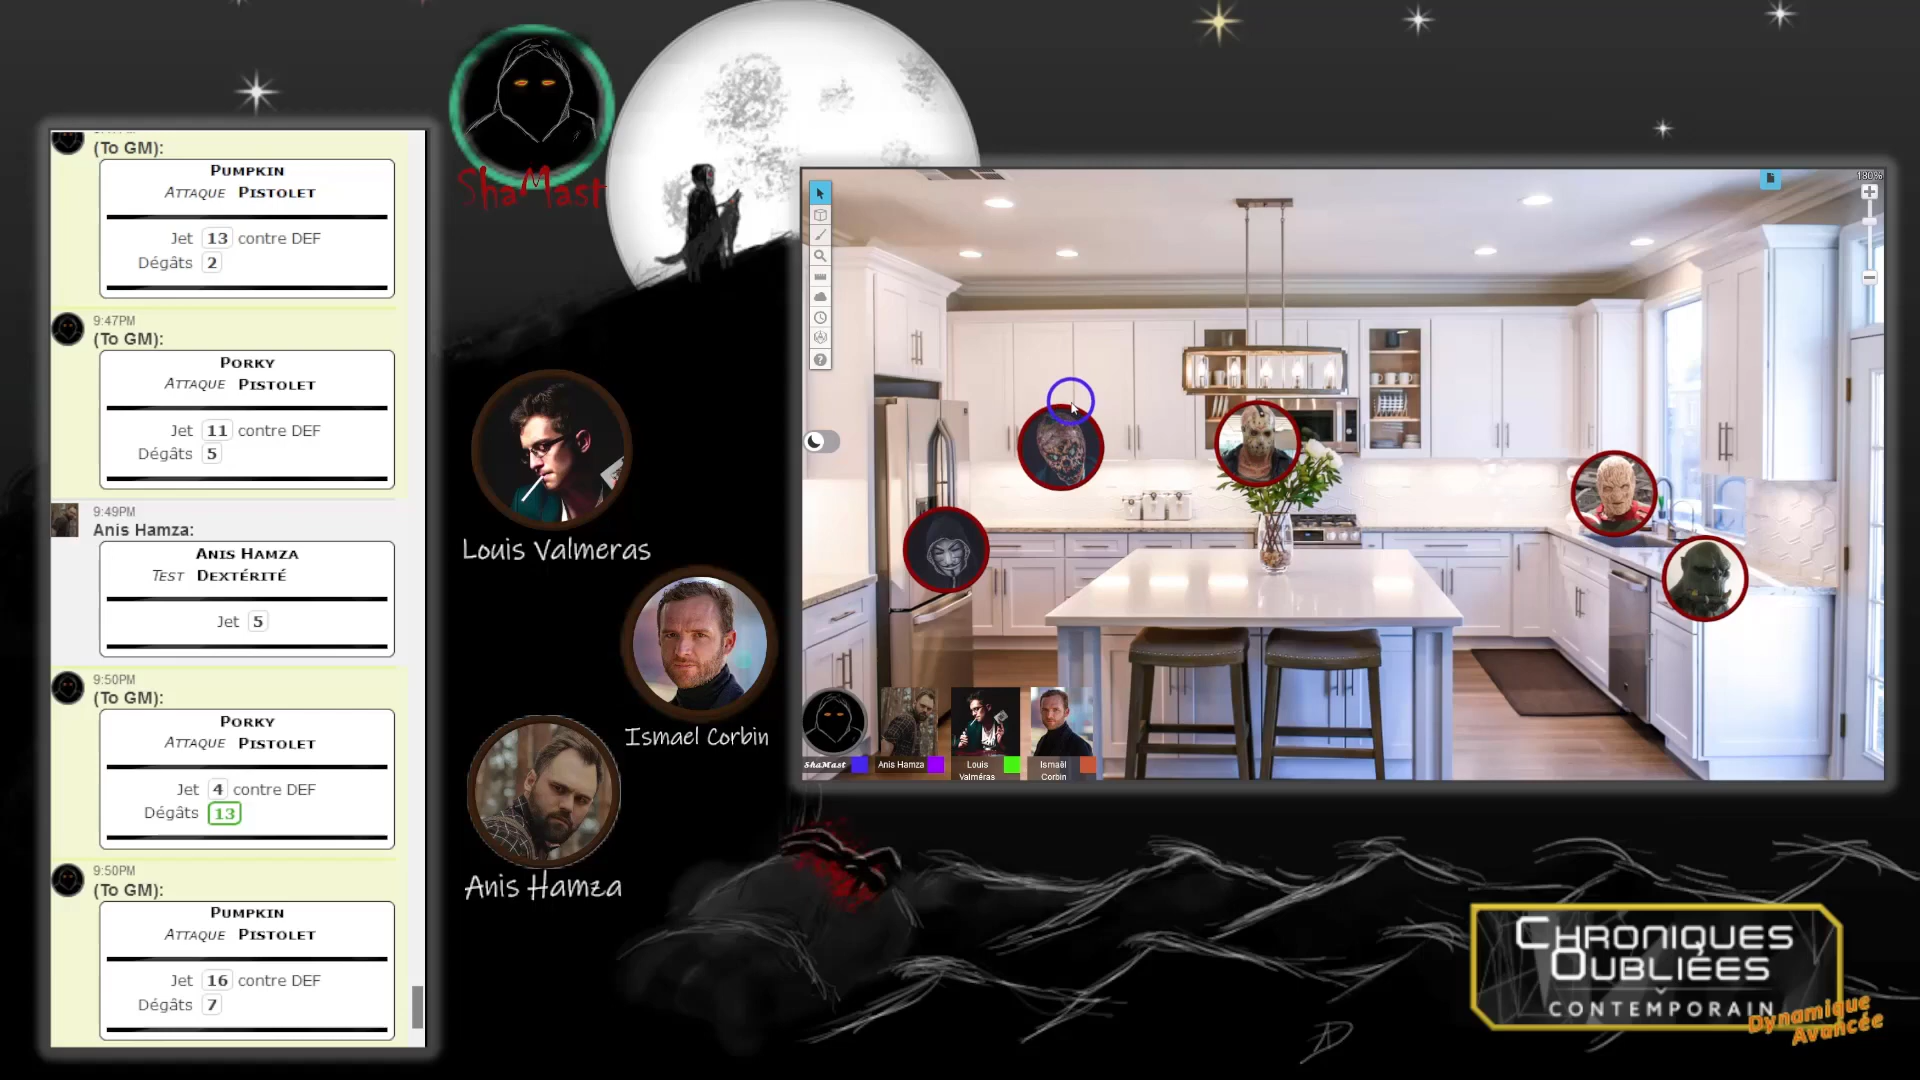 (To GM):
PUMPKIN
ATTAQUE PISTOLET
Jet 13 contre DEF
Dégâts 2
9:47PM
(To GM):
PORKY
ATTAQUE PISTOLET
Jet 11 contre DEF
Dégâts 5
9:49PM
Anis Hamza:
ANIS HAMZA
TEST DEXTÉRITÉ
Jet 5
9:50PM
(To GM):
PORKY
ATTAQUE PISTOLET
Jet 4 contre DEF
Dégâts 13
9:50PM
(To GM):
PUMPKIN
ATTAQUE PISTOLET
Jet 16 contre DEF
Dégâts 7
ShaMast
Louis Valmeras
Ismael Corbin
Anis Hamza
180%
ShaMast
Anis Hamza
Louis
Valméras
Ismaël
Corbin
CHRONIQUES
OUBLIÉES
CONTEMPORAIN
Dynamique
Avancée